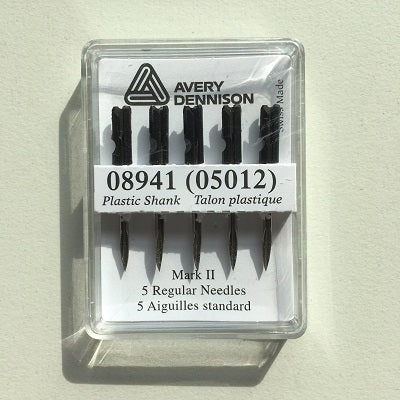 AVERY
DENNISON
Swiss Made
08941 (05012)
Plastic Shank Talon plastique
Mark II
5 Regular Needles
5 Aiguilles standard